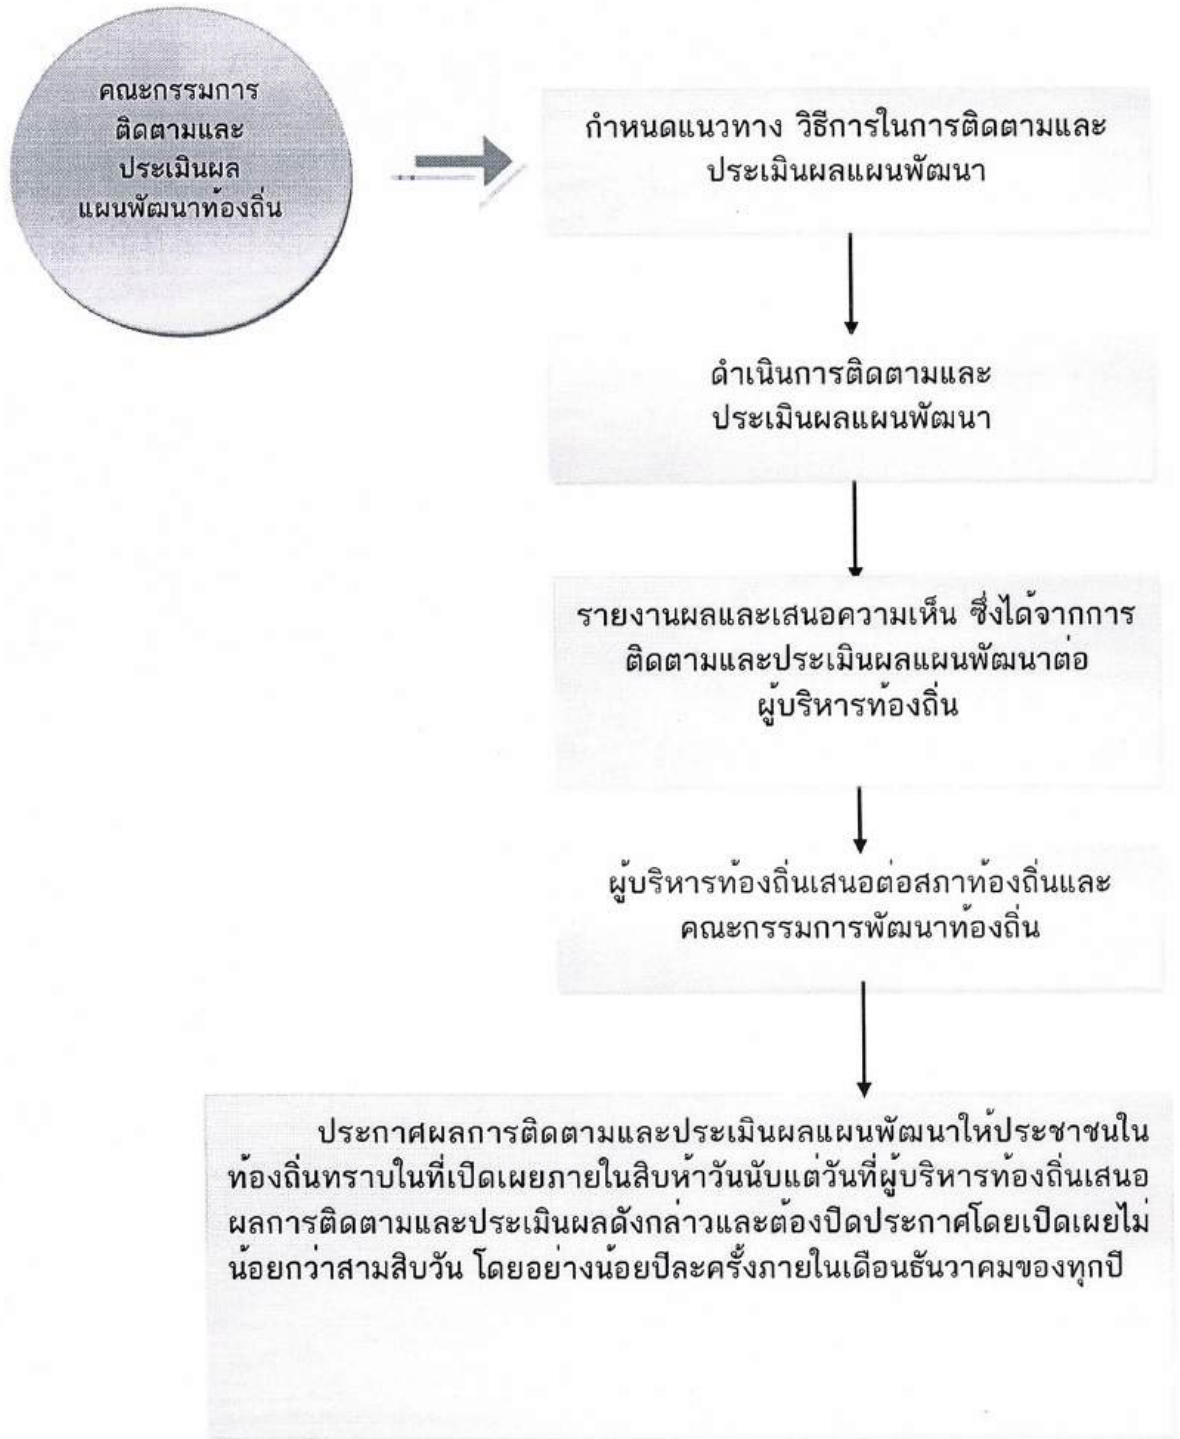 คณะกรรมการ
ติดตามและ
ประเมินผล
แผนพัฒนาท้องถิ่น
กำหนดแนวทาง วิธีการในการติดตามและ
ประเมินผลแผนพัฒนา
ดำเนินการติดตามและ
ประเมินผลแผนพัฒนา
รายงานผลและเสนอความเห็น ซึ่งได้จากการ
ติดตามและประเมินผลแผนพัฒนาต่อ
ผู้บริหารท้องถิ่น
ผู้บริหารท้องถิ่นเสนอต่อสภาท้องถิ่นและ
คณะกรรมการพัฒนาท้องถิ่น
ประกาศผลการติดตามและประเมินผลแผนพัฒนาให้ประชาชนใน
ท้องถิ่นทราบในที่เปิดเผยภายในสิบห้าวันนับแต่วันที่ผู้บริหารท้องถิ่นเสนอ
ผลการติดตามและประเมินผลดังกล่าวและต้องปิดประกาศโดยเปิดเผยไม่
น้อยกว่าสามสิบวัน โดยอย่างน้อยปีละครั้งภายในเดือนธันวาคมของทุกปี